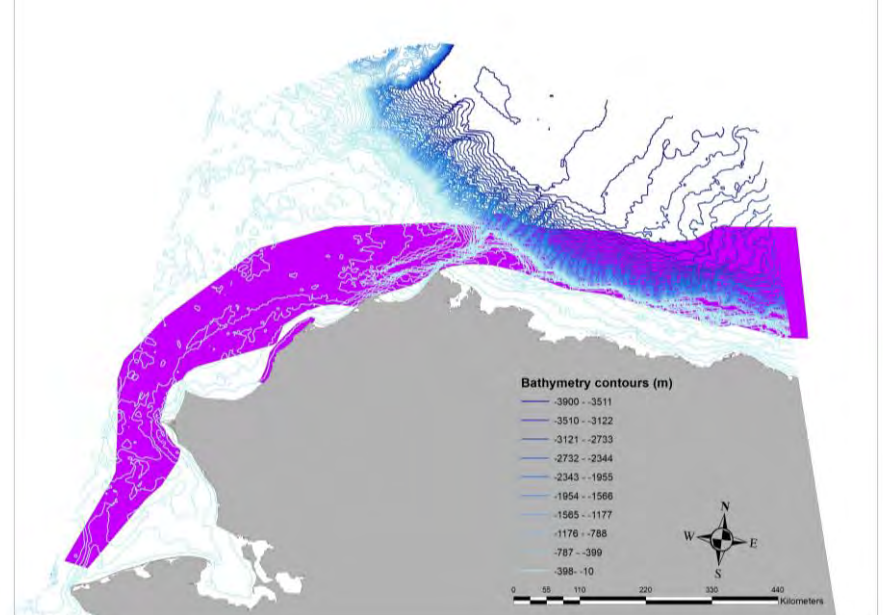 Bathymetry contours (m)
-3900 - -3511
-3510 - -3122
-3121 - -2733
-2732 - -2344
-2343 - -1955
-1954 - -1566
-1565 - -1177
-1176 - -788
-787 - -399
-398- -10
N
W E
S
0 55 110 220 330 440
Kilometers